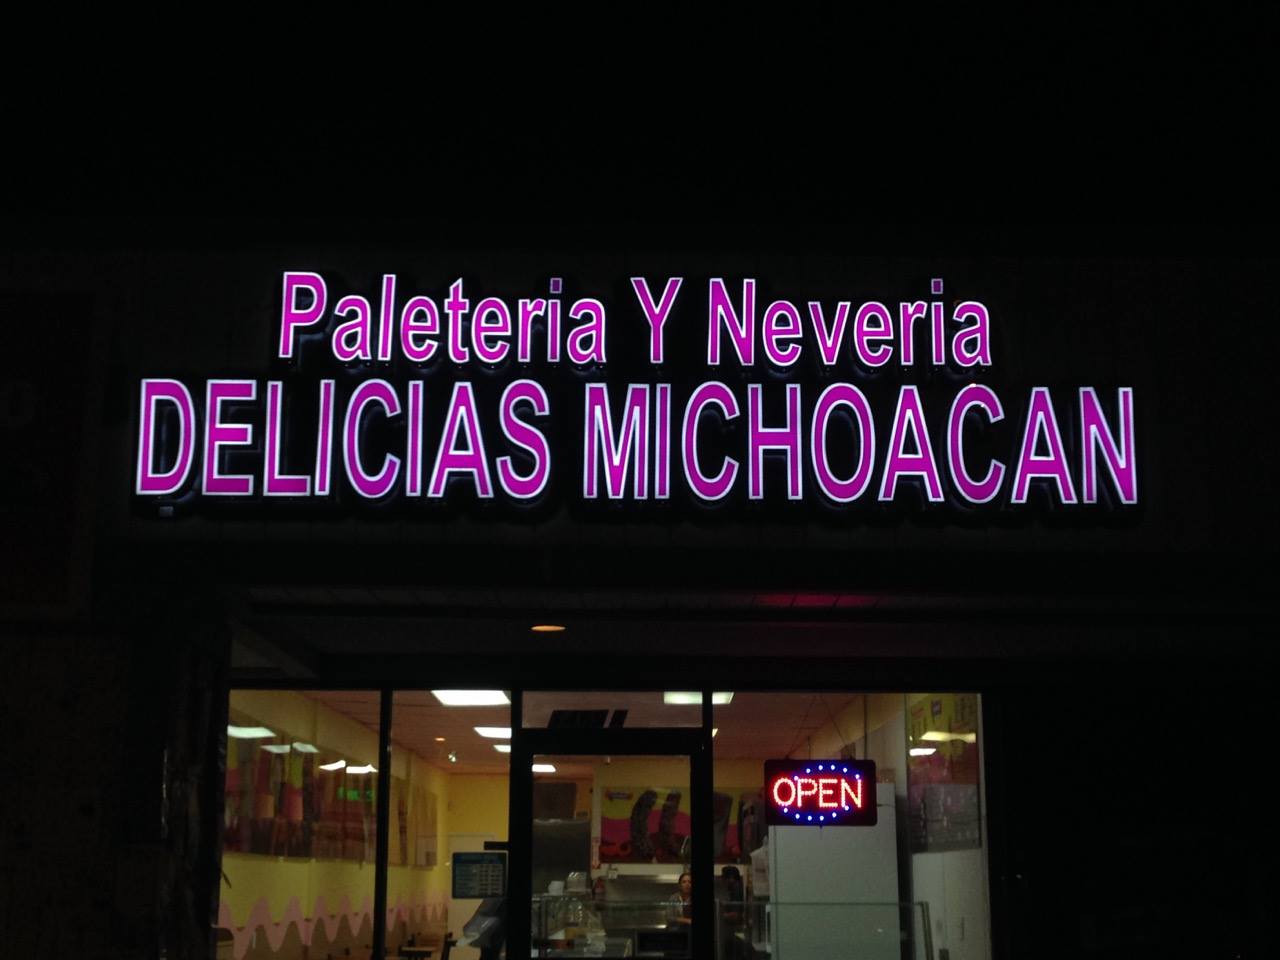 Paleteria Y Neveria
DELICIAS MICHOACAN
OPEN